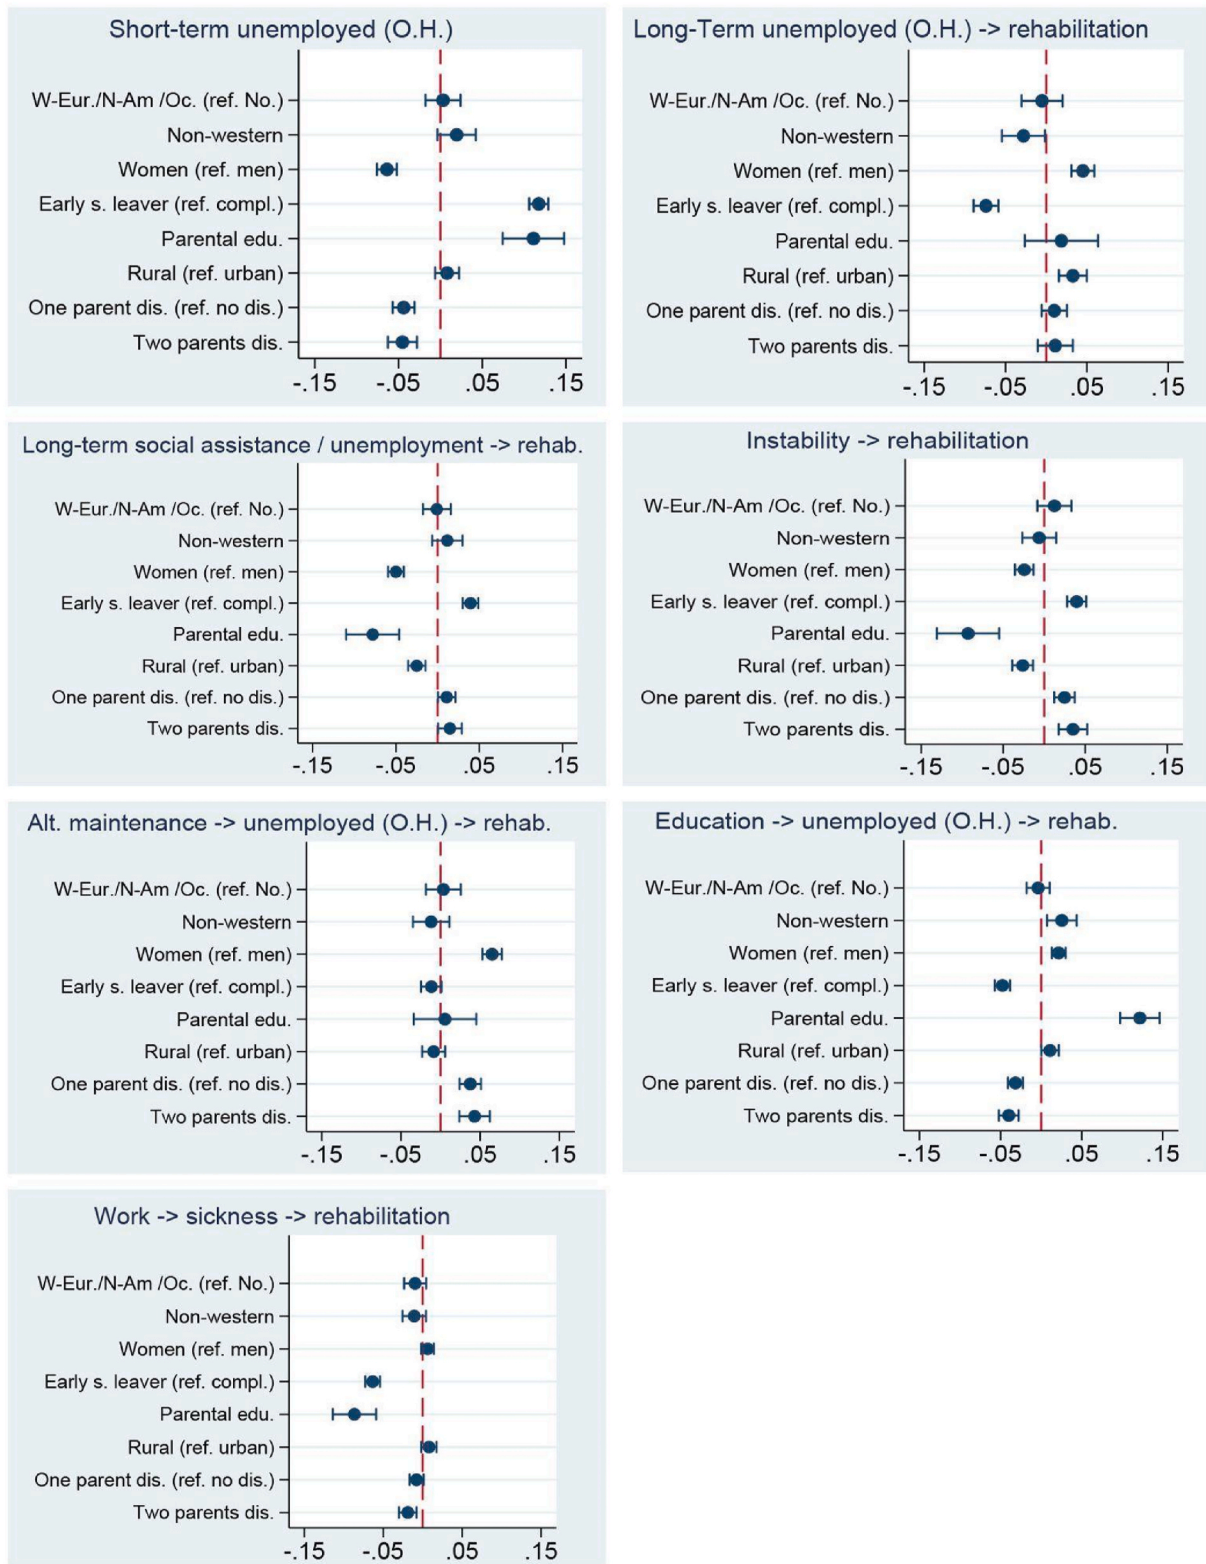 Short-term unemployed (O.H.)
W-Eur./N-Am /Oc. (ref. No.)
Non-western
Women (ref. men)
Early s. leaver (ref. compl.)
Parental edu.
Rural (ref. urban)
One parent dis. (ref. no dis.)
Two parents dis.
-.15 -.05 .05 .15
Long-Term unemployed (O.H.) -> rehabilitation
W-Eur./N-Am /Oc. (ref. No.)
Non-western
Women (ref. men)
Early s. leaver (ref. compl.)
Parental edu.
Rural (ref. urban)
One parent dis. (ref. no dis.)
Two parents dis.
-.15 -.05 .05 .15
Long-term social assistance / unemployment -> rehab.
W-Eur./N-Am /Oc. (ref. No.)
Non-western
Women (ref. men)
Early s. leaver (ref. compl.)
Parental edu.
Rural (ref. urban)
One parent dis. (ref. no dis.)
Two parents dis.
-.15 -.05 .05 .15
Instability -> rehabilitation
W-Eur./N-Am /Oc. (ref. No.)
Non-western
Women (ref. men)
Early s. leaver (ref. compl.)
Parental edu.
Rural (ref. urban)
One parent dis. (ref. no dis.)
Two parents dis.
-.15 -.05 .05 .15
Alt. maintenance -> unemployed (O.H.) -> rehab.
W-Eur./N-Am /Oc. (ref. No.)
Non-western
Women (ref. men)
Early s. leaver (ref. compl.)
Parental edu.
Rural (ref. urban)
One parent dis. (ref. no dis.)
Two parents dis.
-.15 -.05 .05 .15
Education -> unemployed (O.H.) -> rehab.
W-Eur./N-Am /Oc. (ref. No.)
Non-western
Women (ref. men)
Early s. leaver (ref. compl.)
Parental edu.
Rural (ref. urban)
One parent dis. (ref. no dis.)
Two parents dis.
-.15 -.05 .05 .15
Work -> sickness -> rehabilitation
W-Eur./N-Am /Oc. (ref. No.)
Non-western
Women (ref. men)
Early s. leaver (ref. compl.)
Parental edu.
Rural (ref. urban)
One parent dis. (ref. no dis.)
Two parents dis.
-.15 -.05 .05 .15